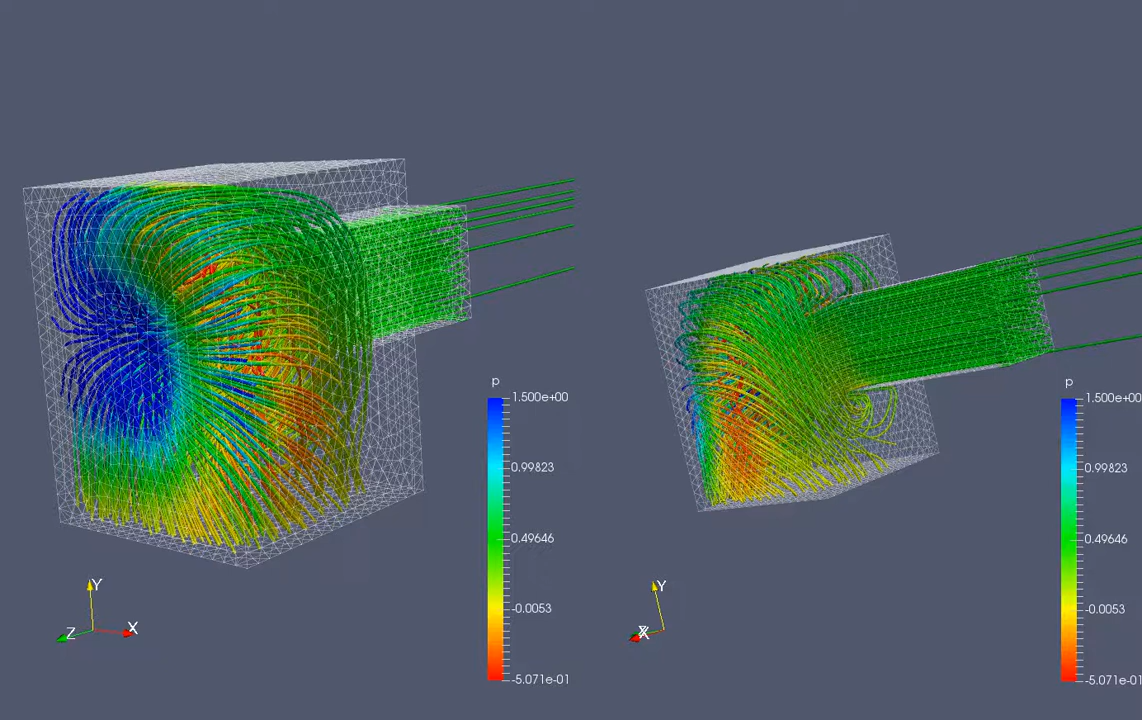 p
1.500e+00
0.99823
0.49646
-0.0053
-5.071e-01
Y
Z
X
p
1.500e+00
0.99823
0.49646
-0.0053
-5.071e-01
Y
X